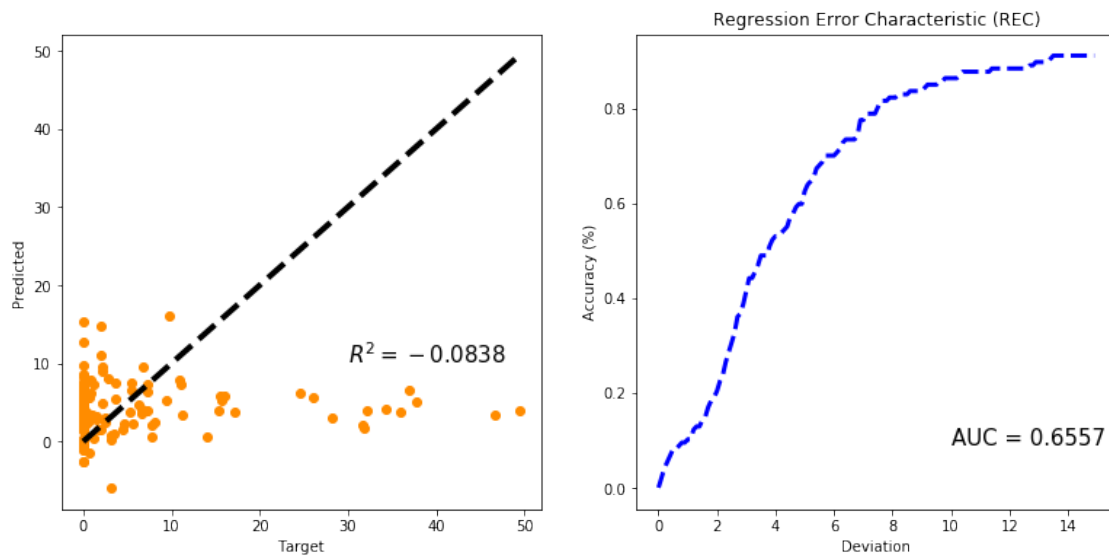 50
40
30
20
10
0
Predicted
R² = −0.0838
0 10 20 30 40 50
Target
Regression Error Characteristic (REC)
0.8
0.6
0.4
0.2
0.0
Accuracy (%)
AUC = 0.6557
0 2 4 6 8 10 12 14
Deviation